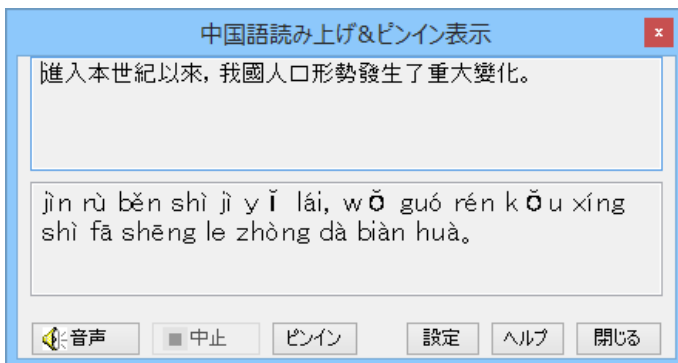 中国語読み上げ&ピンイン表示
x
進入本世紀以來, 我國人口形勢發生了重大變化。
jìn rù běn shì jì y ǐ lái, w ǒ guó rén k ǒ u xíng
shì fā shēng le zhòng dà biàn huà。
音声 中止 ピンイン 設定 ヘルプ 閉じる